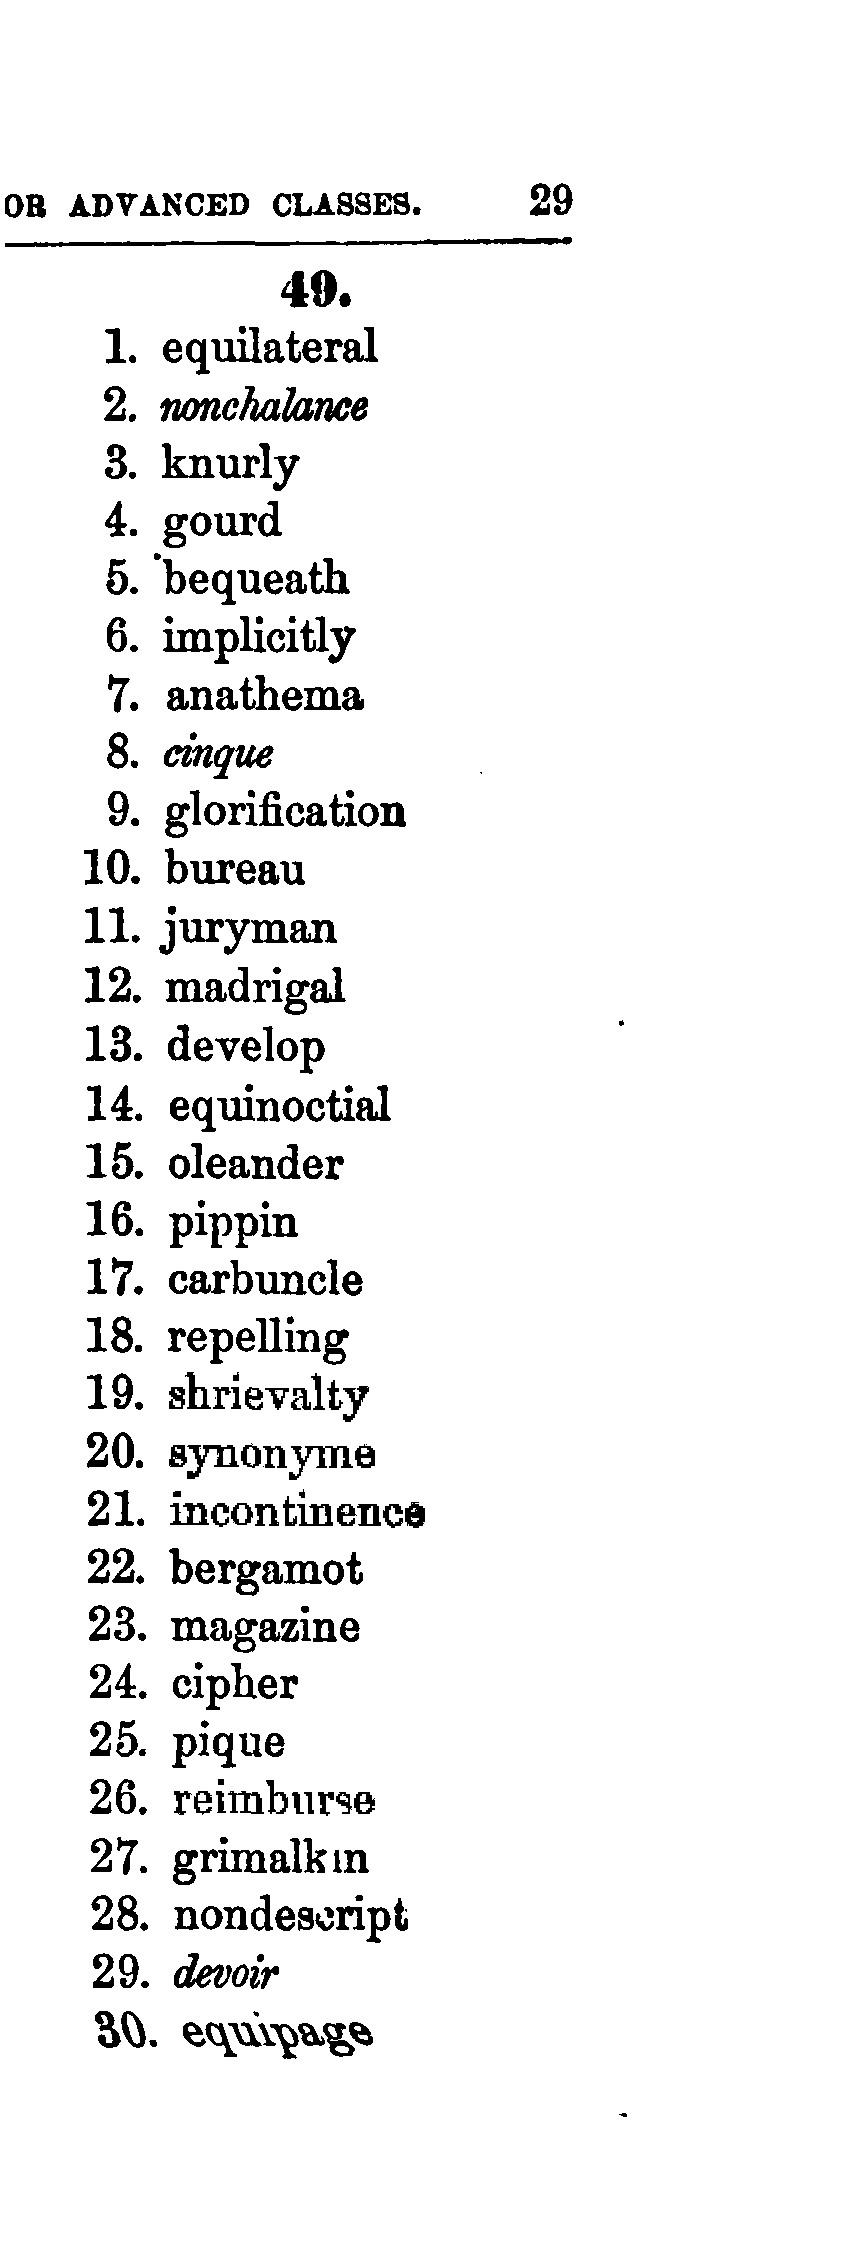 OR ADVANCED CLASSES. 29
49.
1. equilateral
2. nonchalance
3. knurly
4. gourd
5. bequeath
6. implicitly
7. anathema
8. cinque
9. glorification
10. bureau
11. juryman
12. madrigal
13. develop
14. equinoctial
15. oleander
16. pippin
17. carbuncle
18. repelling
19. shrievalty
20. synonyme
21. incontinence
22. bergamot
23. magazine
24. cipher
25. pique
26. reimburse
27. grimalkin
28. nondescript
29. devoir
30. equipage